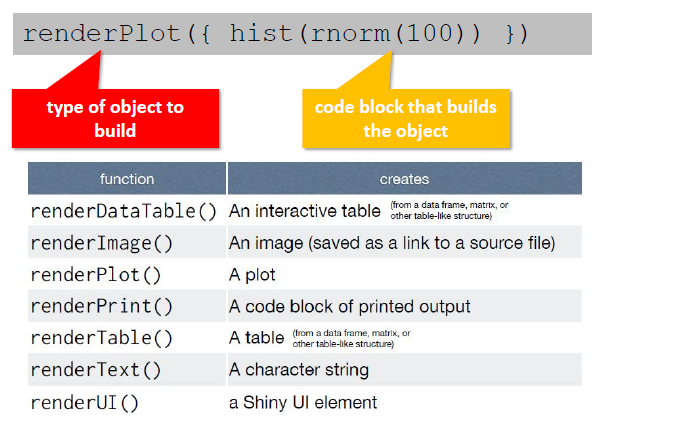 renderPlot({ hist(rnorm(100)) })
type of object to
build
code block that builds
the object
function creates
renderDataTable() An interactive table (from a data frame, matrix, or
other table-like structure)
renderImage() An image (saved as a link to a source file)
renderPlot() A plot
renderPrint() A code block of printed output
renderTable() A table (from a data frame, matrix, or
other table-like structure)
renderText() A character string
renderUI() a Shiny UI element